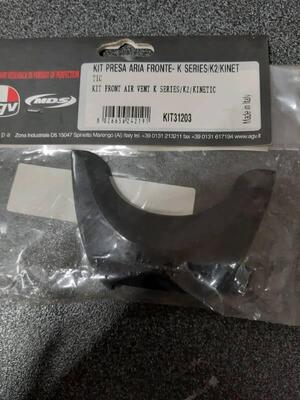 KIT PRESA ARIA FRONTE- K SERIES/K2/KINET
TIC
KIT FRONT AIR VENT K SERIES/K2/KINETIC
KIT31203
Made in Italy
AGV
MDS
p a
Zona Industriale D5 15047 Spinetta Marengo (AL) Italy tel +39 0131 213211 fax +39 0131 617194 www.agv.it